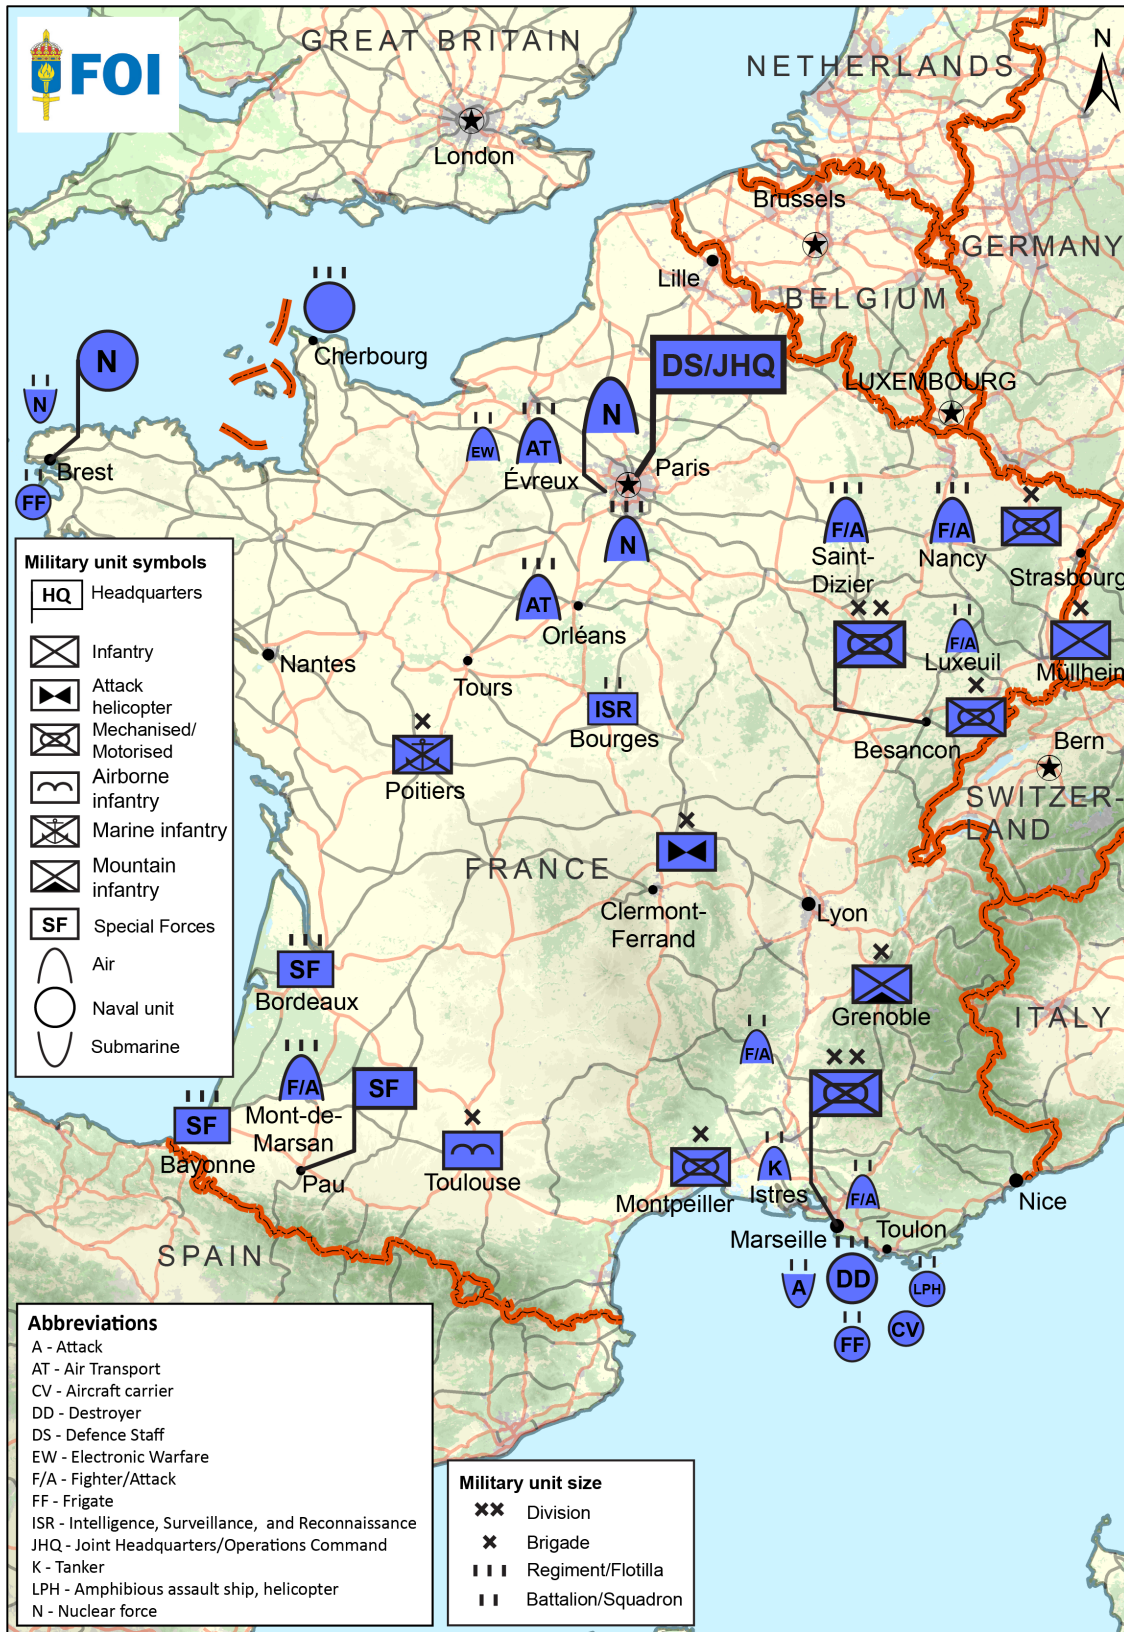 FOI
GREAT BRITAIN
London
NETHERLANDS
N
Brussels
GERMANY
Lille
BELGIUM
Cherbourg
N
DS/JHQ
LUXEMBOURG
N
N
Brest
EW
AT
Évreux
Paris
FF
N
F/A
Saint-
Dizier
F/A
Nancy
Strasbourg
AT
Orléans
F/A
Luxeuil
Müllheim
Nantes
Tours
ISR
Bourges
Besancon
Bern
Poitiers
SWITZER-
LAND
FRANCE
Clermont-
Ferrand
Lyon
SF
Bordeaux
Grenoble
ITALY
F/A
F/A
Mont-de-
Marsan
SF
SF
Bayonne
Pau
Toulouse
Montpeiller
K
Istres
F/A
Nice
Marseille
Toulon
SPAIN
A
DD
LPH
FF
CV
Military unit symbols
HQ Headquarters
Infantry
Attack
helicopter
Mechanised/
Motorised
Airborne
infantry
Marine infantry
Mountain
infantry
SF Special Forces
Air
Naval unit
Submarine
Abbreviations
A - Attack
AT - Air Transport
CV - Aircraft carrier
DD - Destroyer
DS - Defence Staff
EW - Electronic Warfare
F/A - Fighter/Attack
FF - Frigate
ISR - Intelligence, Surveillance, and Reconnaissance
JHQ - Joint Headquarters/Operations Command
K - Tanker
LPH - Amphibious assault ship, helicopter
N - Nuclear force
Military unit size
Division
Brigade
Regiment/Flotilla
Battalion/Squadron